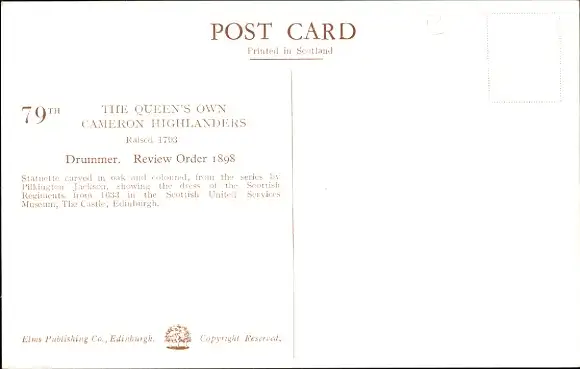 POST CARD
Printed in Scotland
79TH THE QUEEN'S OWN
CAMERON HIGHLANDERS
Raised 1793
Drummer. Review Order 1898
Statuette carved in oak and coloured, from the series by
Pilkington Jackson, showing the dress of the Scottish
Regiments from 1633 in the Scottish United Services
Museum, The Castle, Edinburgh.
Elms Publishing Co., Edinburgh. Copyright Reserved.